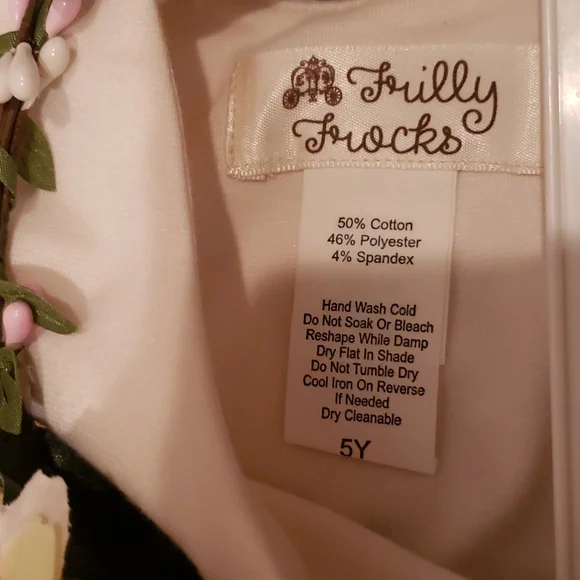 Frilly
Frocks
50% Cotton
46% Polyester
4% Spandex
Hand Wash Cold
Do Not Soak Or Bleach
Reshape While Damp
Dry Flat In Shade
Do Not Tumble Dry
Cool Iron On Reverse
If Needed
Dry Cleanable
5Y